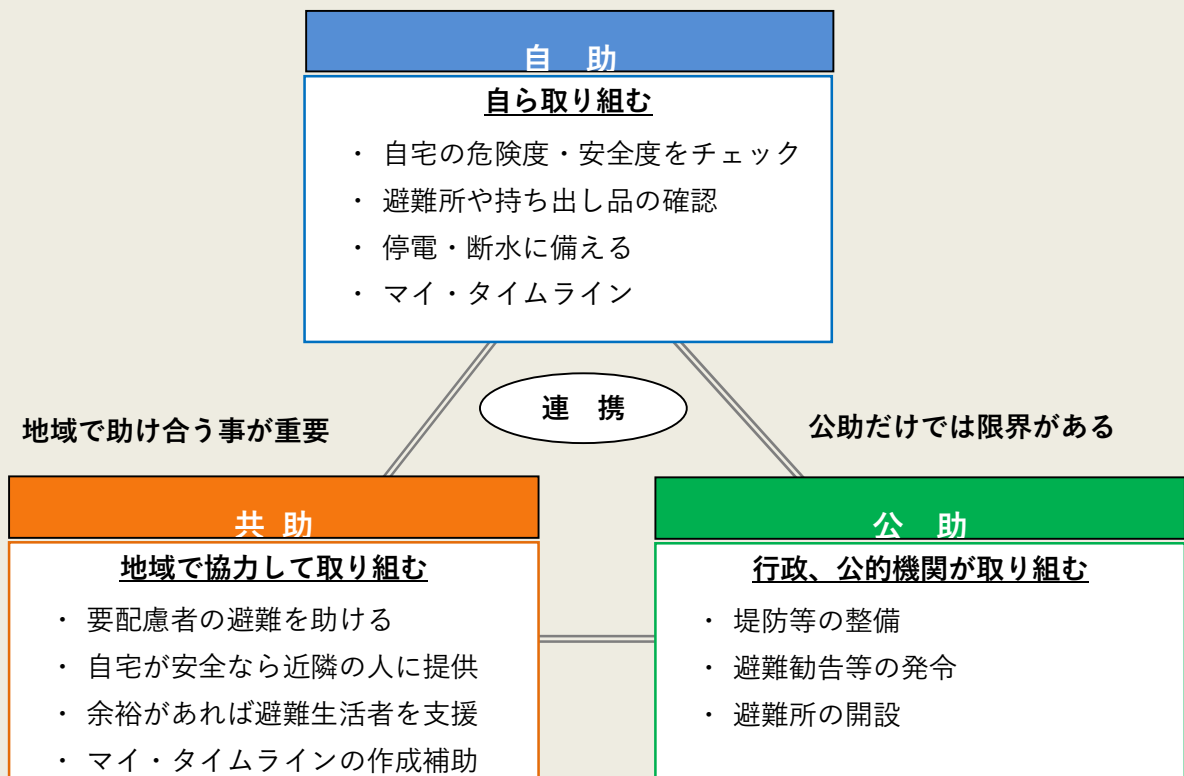 自　助
自ら取り組む
・ 自宅の危険度・安全度をチェック
・ 避難所や持ち出し品の確認
・ 停電・断水に備える
・ マイ・タイムライン
連　携
地域で助け合う事が重要
公助だけでは限界がある
共 助
地域で協力して取り組む
・ 要配慮者の避難を助ける
・ 自宅が安全なら近隣の人に提供
・ 余裕があれば避難生活者を支援
・ マイ・タイムラインの作成補助
公　助
行政、公的機関が取り組む
・ 堤防等の整備
・ 避難勧告等の発令
・ 避難所の開設